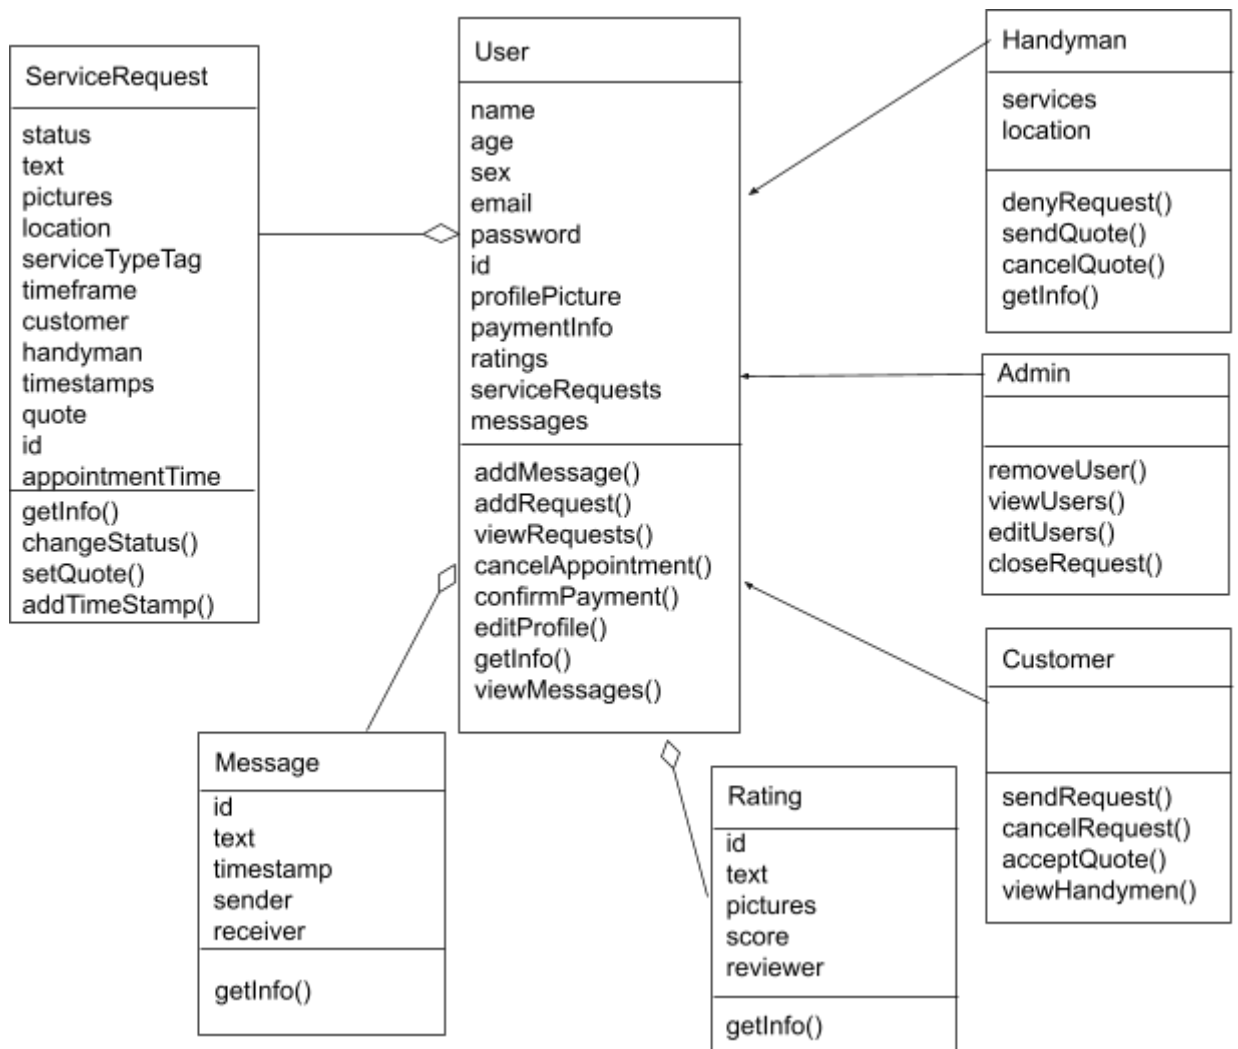 ServiceRequest
status
text
pictures
location
serviceTypeTag
timeframe
customer
handyman
timestamps
quote
id
appointmentTime
getInfo()
changeStatus()
setQuote()
addTimeStamp()
User
name
age
sex
email
password
id
profilePicture
paymentInfo
ratings
serviceRequests
messages
addMessage()
addRequest()
viewRequests()
cancelAppointment()
confirmPayment()
editProfile()
getInfo()
viewMessages()
Handyman
services
location
denyRequest()
sendQuote()
cancelQuote()
getInfo()
Admin
removeUser()
viewUsers()
editUsers()
closeRequest()
Customer
sendRequest()
cancelRequest()
acceptQuote()
viewHandymen()
Message
id
text
timestamp
sender
receiver
getInfo()
Rating
id
text
pictures
score
reviewer
getInfo()